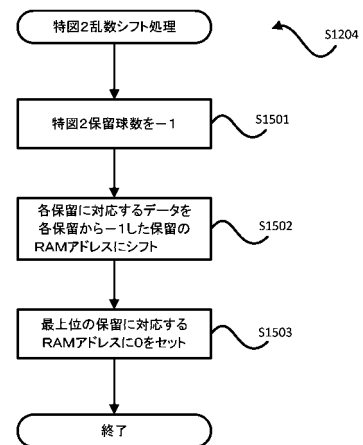 特図2乱数シフト処理
S1204
特図2保留球数を－1
S1501
各保留に対応するデータを
各保留から－1した保留の
RAMアドレスにシフト
S1502
最上位の保留に対応する
RAMアドレスに0をセット
S1503
終了